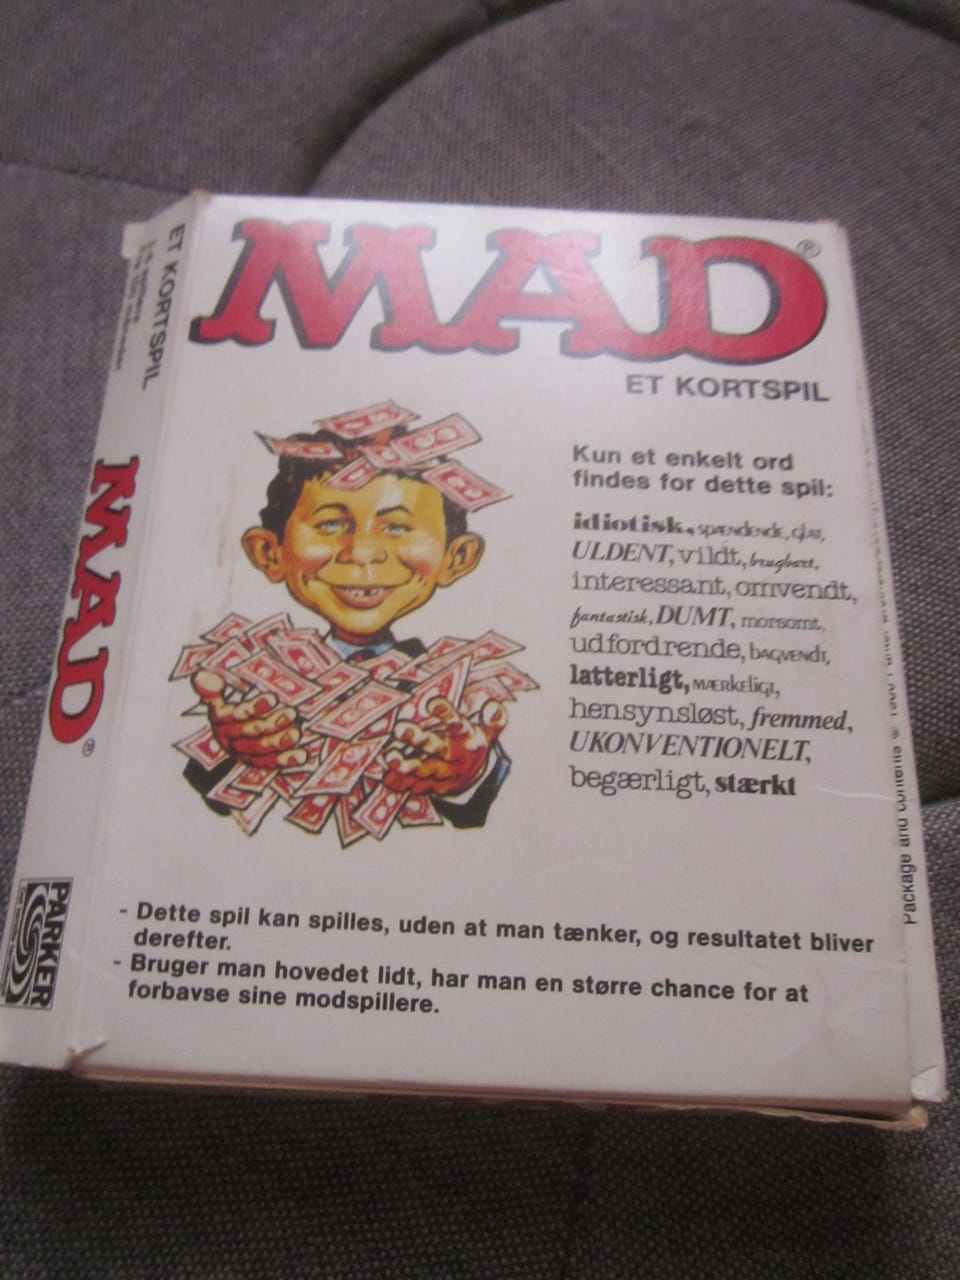 MAD®
ET KORTSPIL
Kun et enkelt ord
findes for dette spil:
idiotisk, spændende, glat,
ULDENT, vildt, brugbart,
interessant, omvendt,
fantastisk, DUMT, morsomt,
udfordrende, bagvendt,
latterligt, mærkeligt,
hensynsløst, fremmed,
UKONVENTIONELT,
begærligt, stærkt
- Dette spil kan spilles, uden at man tænker, og resultatet bliver
derefter.
- Bruger man hovedet lidt, har man en større chance for at
forbavse sine modspillere.
ET KORTSPIL
MAD®
PARKER
Package and contents ©